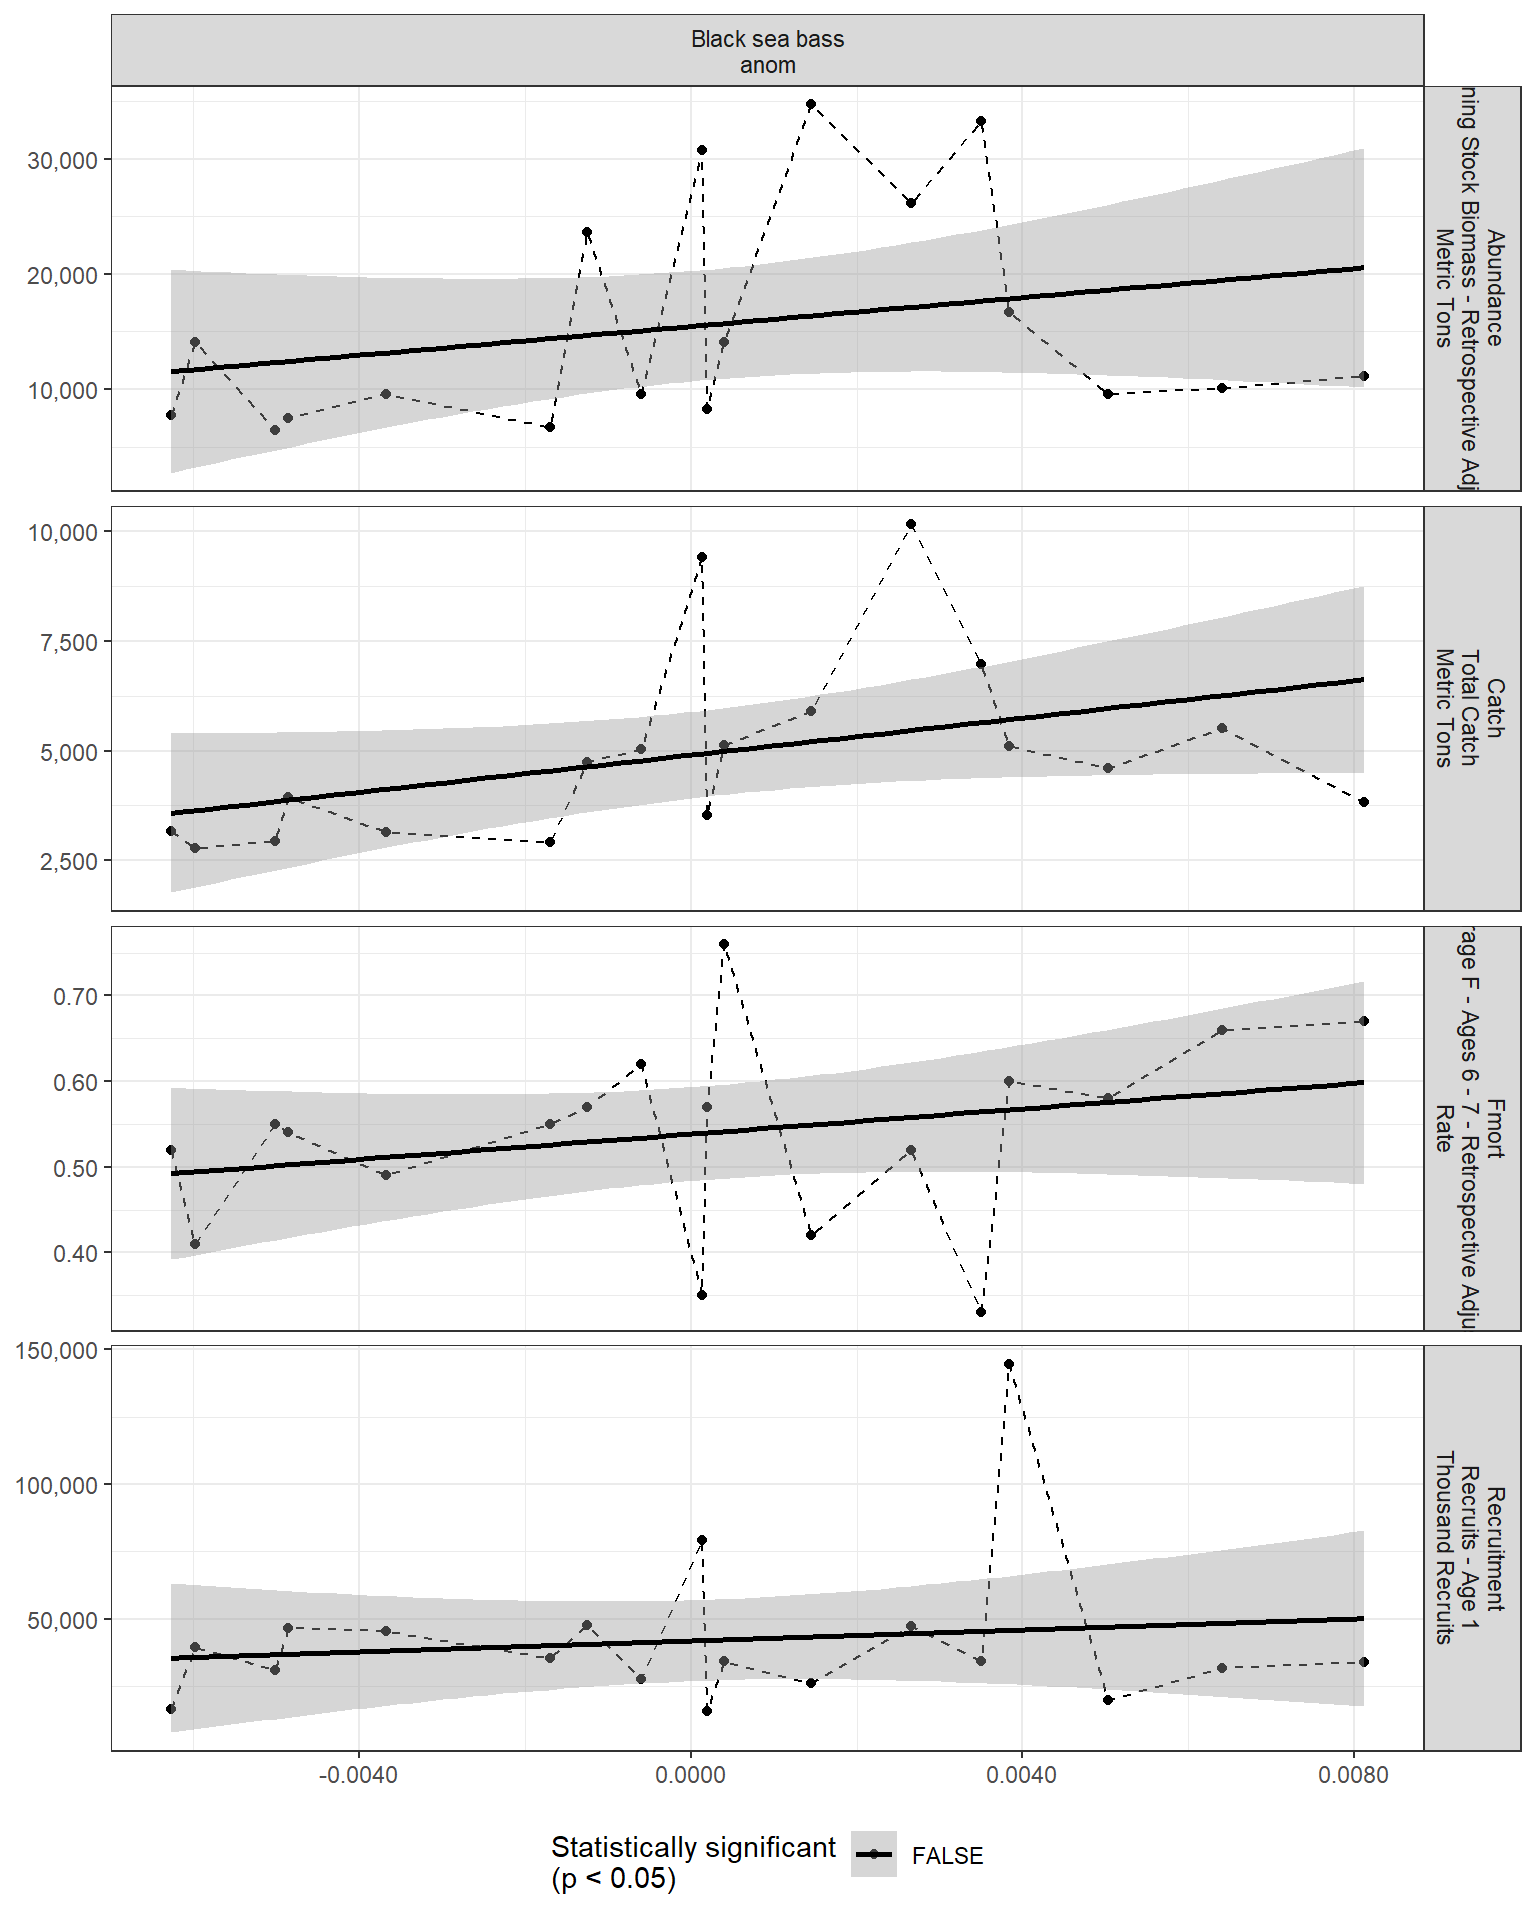 Black sea bass
anom
30,000
20,000
10,000
Abundance
ning Stock Biomass - Retrospective Adj
Metric Tons
10,000
7,500
5,000
2,500
Catch
Total Catch
Metric Tons
0.70
0.60
0.50
0.40
Fmort
rage F - Ages 6 - 7 - Retrospective Adju
Rate
150,000
100,000
50,000
Recruitment
Recruits - Age 1
Thousand Recruits
-0.0040
0.0000
0.0040
0.0080
Statistically significant
(p < 0.05)
FALSE